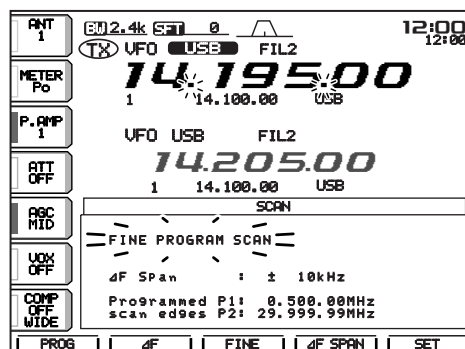 ANT
1
METER
Po
P.AMP
1
ATT
OFF
AGC
MID
VOX
OFF
COMP
OFF
WIDE
BW 2.4k SFT 0
12:00
12:00
TX VFO USB FIL2
14.195.00
1 14.100.00 USB
VFO USB FIL2
14.205.00
1 14.100.00 USB
SCAN
FINE PROGRAM SCAN
⊿F Span : ± 10kHz
Programmed P1: 0.500.00MHz
scan edges P2: 29.999.99MHz
PROG ⊿F FINE ⊿F SPAN SET